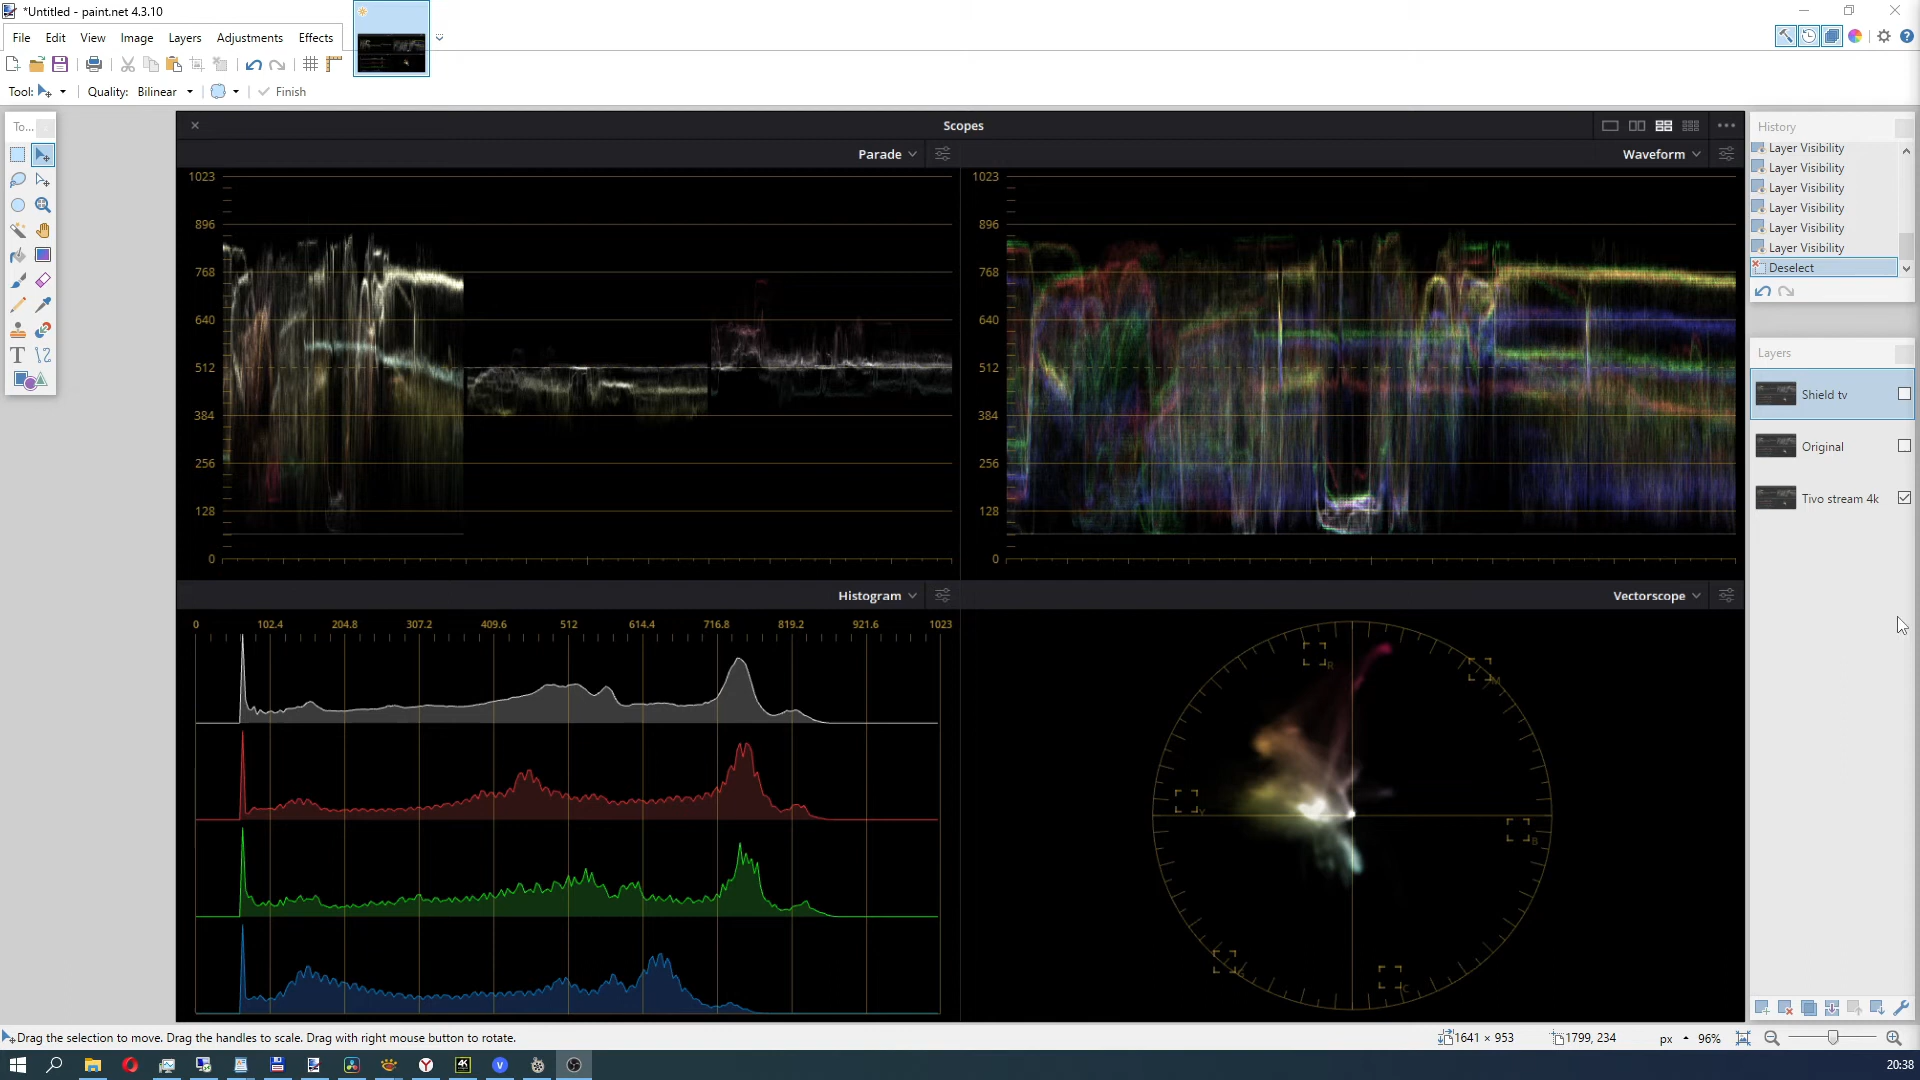 *Untitled - paint.net 4.3.10
File Edit View Image Layers Adjustments Effects
Tool: Quality: Bilinear Finish
To...
Scopes
Parade
1023
896
768
640
512
384
256
128
0
Waveform
1023
896
768
640
512
384
256
128
0
Histogram
0 102.4 204.8 307.2 409.6 512 614.4 716.8 819.2 921.6 1023
Vectorscope
R
M
Y
B
G
C
History
Layer Visibility
Layer Visibility
Layer Visibility
Layer Visibility
Layer Visibility
Layer Visibility
Deselect
Layers
Shield tv
Original
Tivo stream 4k
Drag the selection to move. Drag the handles to scale. Drag with right mouse button to rotate.
1641 × 953
1799, 234
px
96%
4K
20:38